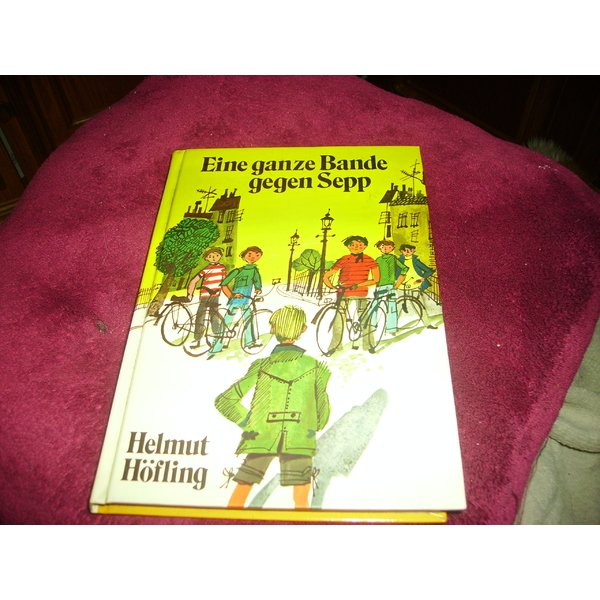 Eine ganze Bande
gegen Sepp
Helmut
Höfling